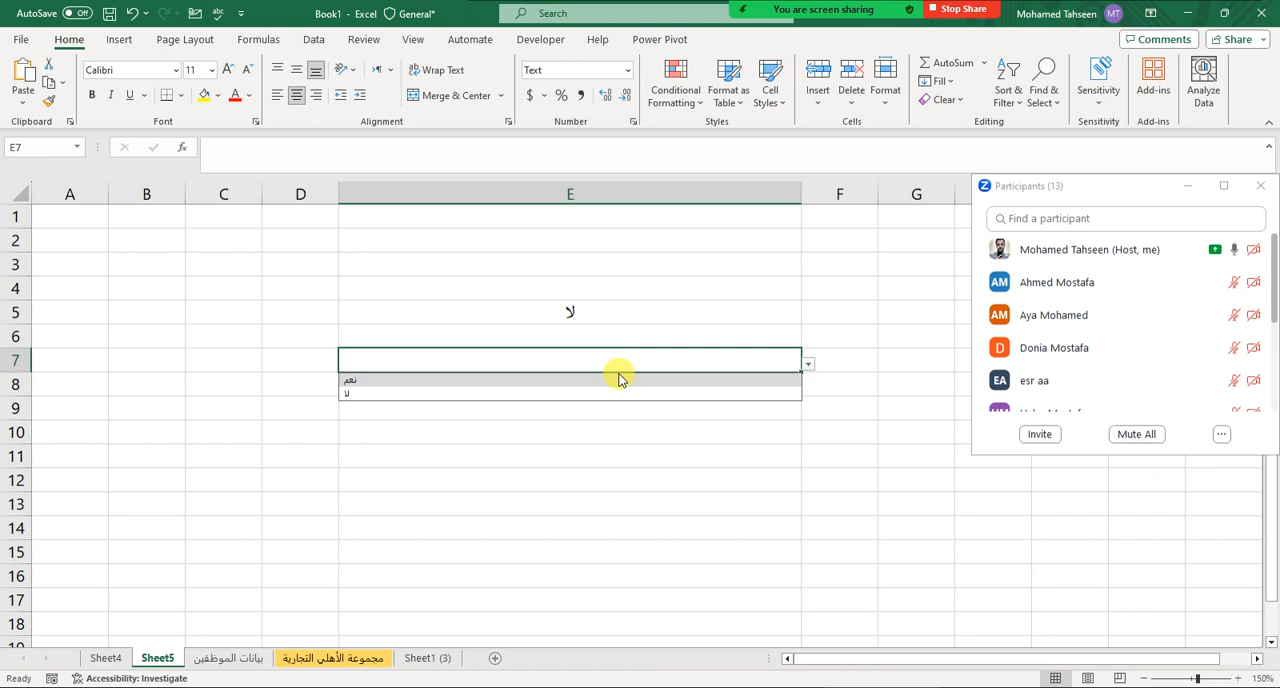 AutoSave Off
Book1 - Excel
General*
Search
You are screen sharing
Stop Share
Mohamed Tahseen MT
File Home Insert Page Layout Formulas Data Review View Automate Developer Help Power Pivot
Comments Share
Paste
Calibri 11
Wrap Text
Merge & Center
Text
Conditional Formatting
Format as Table
Cell Styles
Insert Delete Format
AutoSum
Fill
Clear
Sort & Filter
Find & Select
Sensitivity
Add-ins
Analyze Data
Clipboard Font Alignment Number Styles Cells Editing Sensitivity Add-ins
E7
fx
A B C D E F G
1
2
3
4
5 لا
6
7
8
نعم
لا
9
10
11
12
13
14
15
16
17
18
Participants (13)
Find a participant
Mohamed Tahseen (Host, me)
AM Ahmed Mostafa
AM Aya Mohamed
D Donia Mostafa
EA esr aa
Invite Mute All
Sheet4 Sheet5 بيانات الموظفين مجموعة الأهلي التجارية Sheet1 (3)
Ready Accessibility: Investigate 150%